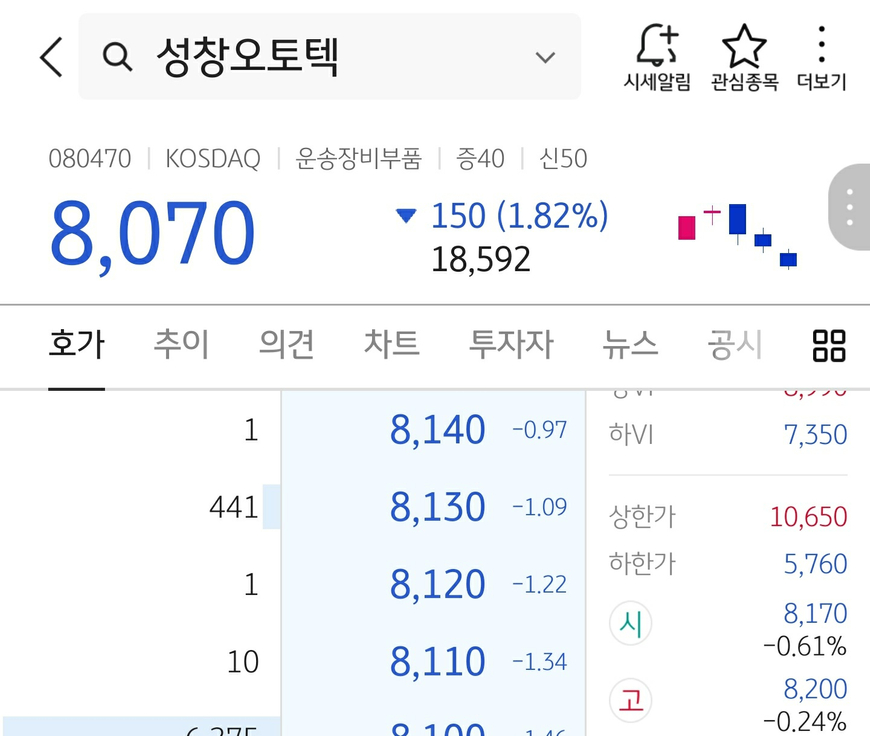 성창오토텍
시세알림 관심종목 더보기
080470 | KOSDAQ | 운송장비부품 | 증40 | 신50
8,070 ▼ 150 (1.82%)
18,592
호가 추이 의견 차트 투자자 뉴스 공시
1 8,140 -0.97 하VI 7,350
441 8,130 -1.09 상한가 10,650
1 8,120 -1.22 하한가 5,760
시 8,170
-0.61%
10 8,110 -1.34 고 8,200
-0.24%